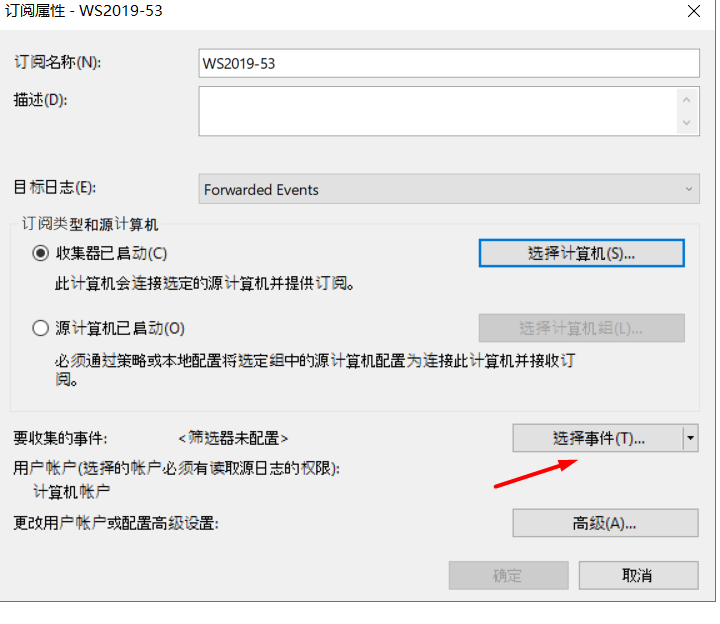 订阅属性 - WS2019-53
订阅名称(N):
WS2019-53
描述(D):
目标日志(E):
Forwarded Events
订阅类型和源计算机
收集器已启动(C)
选择计算机(S)...
此计算机会连接选定的源计算机并提供订阅。
源计算机已启动(O)
选择计算机组(L)...
必须通过策略或本地配置将选定组中的源计算机配置为连接此计算机并接收订
阅。
要收集的事件:
<筛选器未配置>
选择事件(T)...
用户帐户(选择的帐户必须有读取源日志的权限):
计算机帐户
更改用户帐户或配置高级设置:
高级(A)...
确定
取消